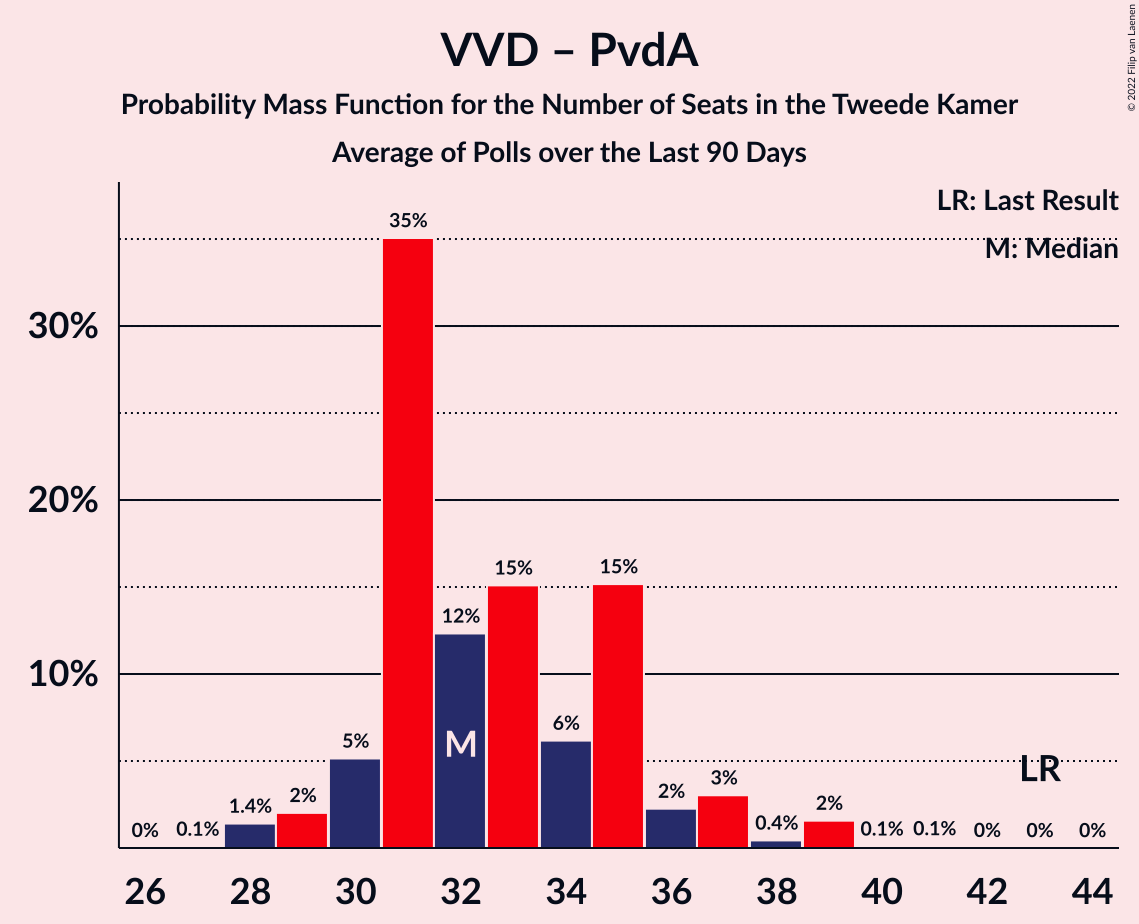 VVD – PvdA
Probability Mass Function for the Number of Seats in the Tweede Kamer
Average of Polls over the Last 90 Days
© 2022 Filip van Laenen
LR: Last Result
M: Median
30%
20%
10%
0%
0.1%
1.4%
2%
5%
35%
12%
15%
6%
15%
2%
3%
0.4%
2%
0.1%
0.1%
0%
0%
0%
M
LR
26 28 30 32 34 36 38 40 42 44